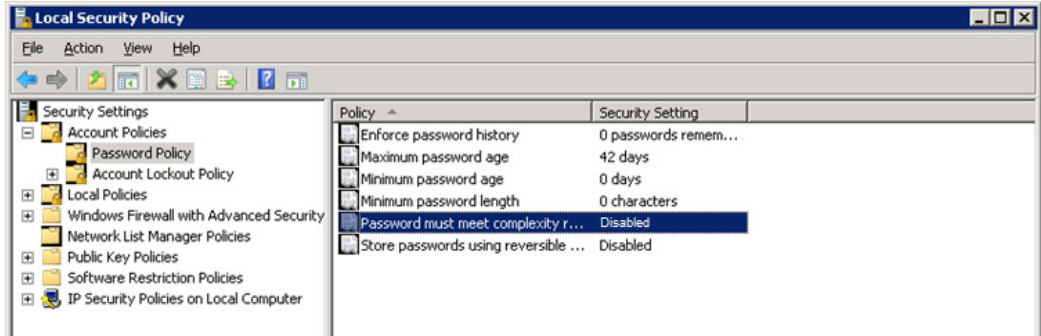 Local Security Policy
File Action View Help
Security Settings
Account Policies
Password Policy
Account Lockout Policy
Local Policies
Windows Firewall with Advanced Security
Network List Manager Policies
Public Key Policies
Software Restriction Policies
IP Security Policies on Local Computer
Policy Security Setting
Enforce password history 0 passwords remem...
Maximum password age 42 days
Minimum password age 0 days
Minimum password length 0 characters
Password must meet complexity r... Disabled
Store passwords using reversible ... Disabled